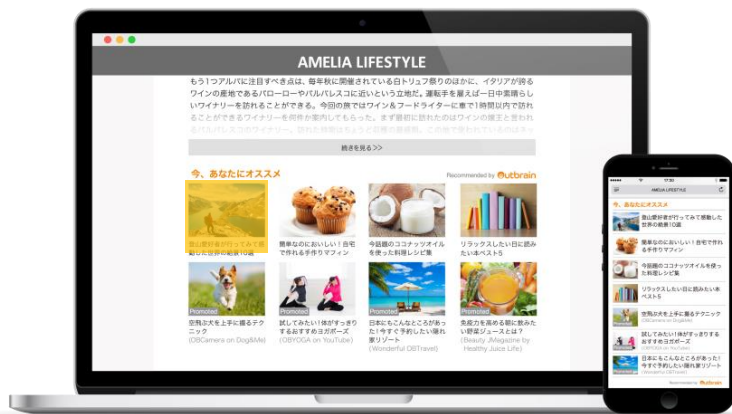 AMELIA LIFESTYLE
もう1つアルバに注目すべき点は、毎年秋に開催されている白トリュフ祭りのほかに、イタリアが誇る
ワインの産地であるバローローやバルバレスコに近いという立地だ。運転手を雇えば一日中素晴らし
いワイナリーを訪れることができる。今回の旅ではワイン＆フードライターに車で1時間以内で訪れ
ることができるワイナリーを何件か案内してもらった。まず最初に訪れたのはワインの雄王と言われ
続きを見る>>
今、あなたにオススメ
Recommended by Outbrain
登山愛好者が行ってみて感
動した世界の絶景10選
簡単なのにおいしい！自宅
で作れる手作りマフィン
今話題のココナッツオイル
を使った料理レシピ集
リラックスしたい日に読み
たい本ベスト5
Promoted
空飛ぶ犬を上手に撮るテク
ニック
(OBCamera on Dog&Me)
Promoted
試してみたい！体がすっきり
するおすすめヨガポーズ
(OBYOGA on YouTube)
Promoted
日本にもこんなところがあっ
た！今すぐ予約したい隠れ
家リゾート
(Wonderful OBTravel)
Promoted
免疫力を高める朝に飲みた
い野菜ジュースとは？
(Beauty JMagazine by
Healthy Juice Life)
17:00
AMELIA LIFESTYLE
今、あなたにオススメ
登山愛好者が行ってみて感動した
世界の絶景10選
簡単なのにおいしい！自宅で作れ
る手作りマフィン
今話題のココナッツオイルを使っ
た料理レシピ集
リラックスしたい日に読みたい本
ベスト5
Promoted
空飛ぶ犬を上手に撮るテクニック
(OBCamera on Dog&Me)
Promoted
試してみたい！体がすっきりする
おすすめヨガポーズ
(OBYOGA on YouTube)
Promoted
日本にもこんなところがあった！
今すぐ予約したい隠れ家リゾート
(Wonderful OBTravel)
Recommended by Outbrain